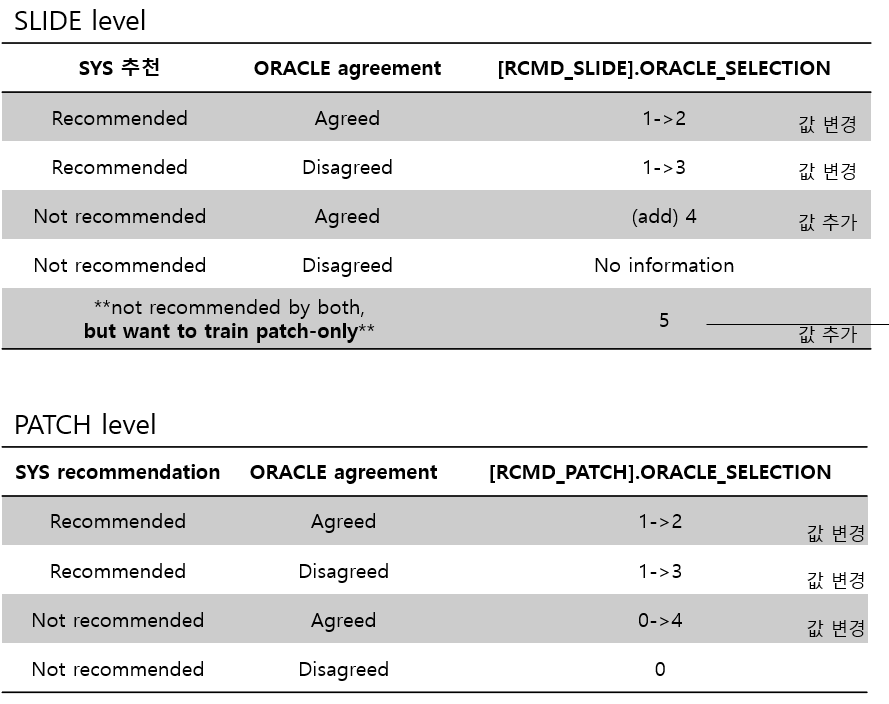 SLIDE level
SYS 추천 ORACLE agreement [RCMD_SLIDE].ORACLE_SELECTION
Recommended Agreed 1->2 값 변경
Recommended Disagreed 1->3 값 변경
Not recommended Agreed (add) 4 값 추가
Not recommended Disagreed No information
**not recommended by both,
but want to train patch-only** 5 값 추가
PATCH level
SYS recommendation ORACLE agreement [RCMD_PATCH].ORACLE_SELECTION
Recommended Agreed 1->2 값 변경
Recommended Disagreed 1->3 값 변경
Not recommended Agreed 0->4 값 변경
Not recommended Disagreed 0